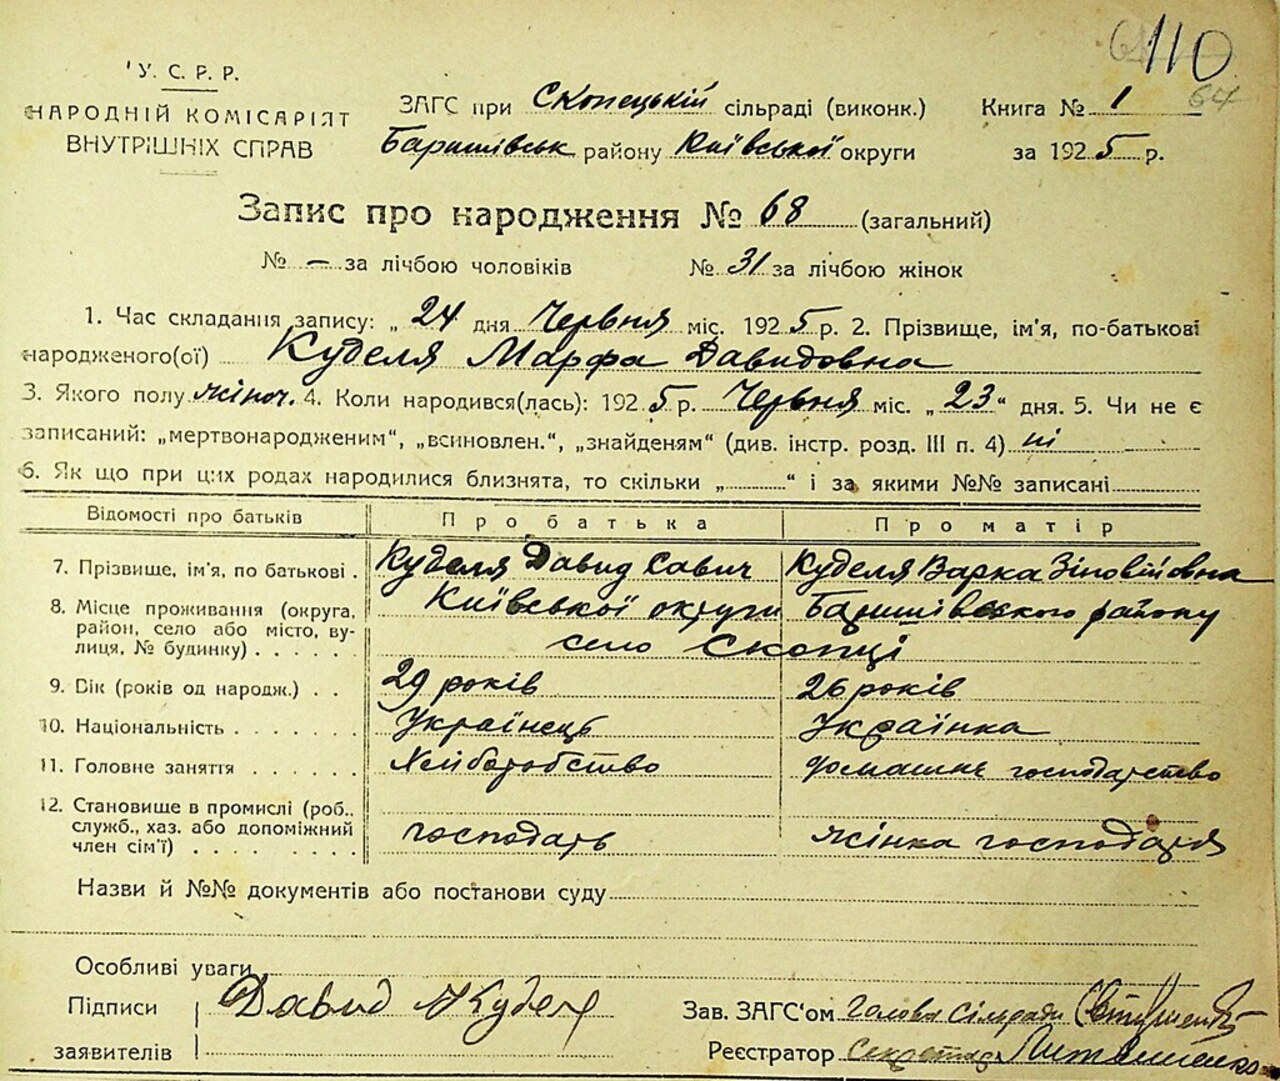 110
64
У. С. Р. Р.
НАРОДНІЙ КОМІСАРІЯТ
ВНУТРІШНІХ СПРАВ
ЗАГС при Скопецькій сільраді (виконк.)
Баришівськ району Київської округи
Книга № 1
за 1925 р.
Запис про народження № 68 (загальний)
№ — за лічбою чоловіків № 31 за лічбою жінок
1. Час складання запису: „ 24 дня Червня міс. 1925 р. 2. Прізвище, ім'я, по-батькові
народженого(ої) Куделя Марфа Давидовна
3. Якого полу жіноч. 4. Коли народився(лась): 1925 р. Червня міс. „23“ дня. 5. Чи не є
записаний: „мертвонародженим“, „всиновлен.“, „знайденям“ (див. інстр. розд. III п. 4) ні
6. Як що при цих родах народилися близнята, то скільки „ “ і за якими №№ записані
Відомості про батьків Про батька Про матір
7. Прізвище, ім'я, по батькові . Куделя Давид Савич Куделя Варка Зіновіївна
8. Місце проживання (округа, район, село або місто, вулиця, № будинку) . . . . . Київської округи Баришівского району
село Скопці
9. Вік (років од народж.) . . 29 років 26 років
10. Національність . . . . . . . Українець Українка
11. Головне заняття . . . . . . Хліборобство домашнє господарство
12. Становище в промислі (роб.,
служб., хаз. або допоміжний
член сім'ї) . . . . . . . . господарь жінка господаря
Назви й №№ документів або постанови суду
Особливі уваги
Підписи
заявителів
Давид Куделя
Зав. ЗАГС'ом Голова сільради
Реєстратор Секретар Литвиненко